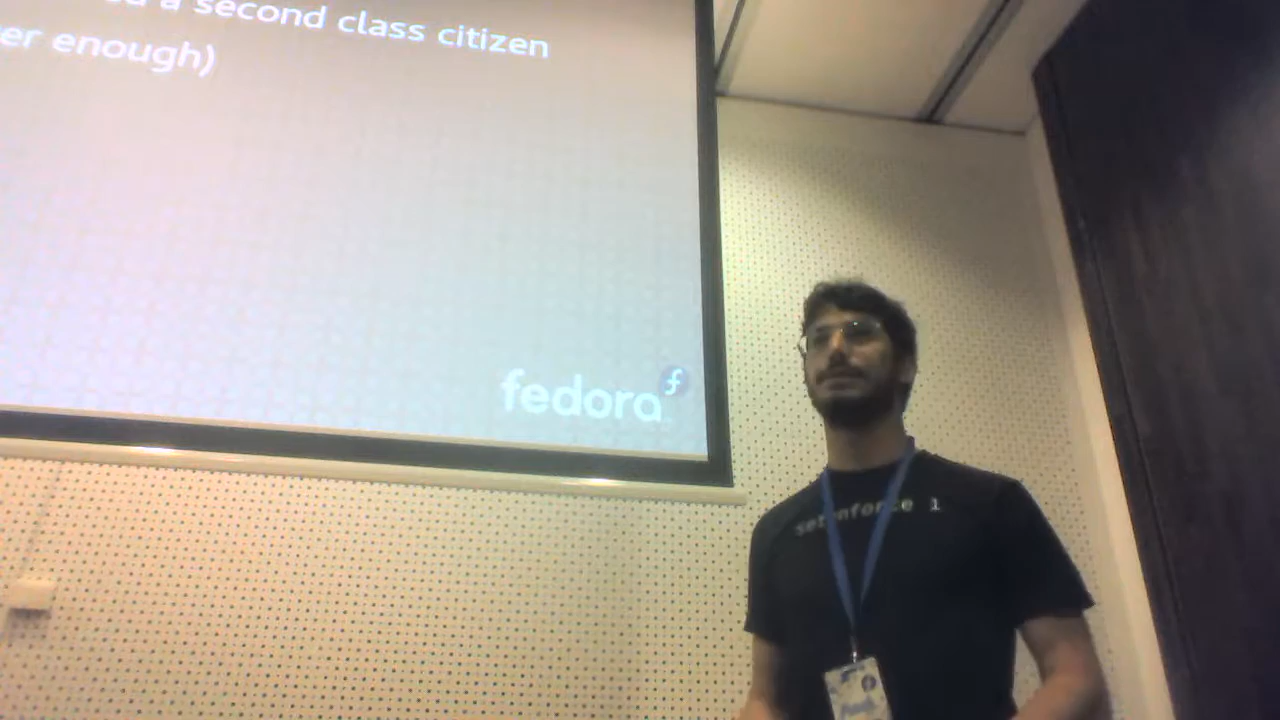 a second class citizen
er enough)
fedora
setenforce 1